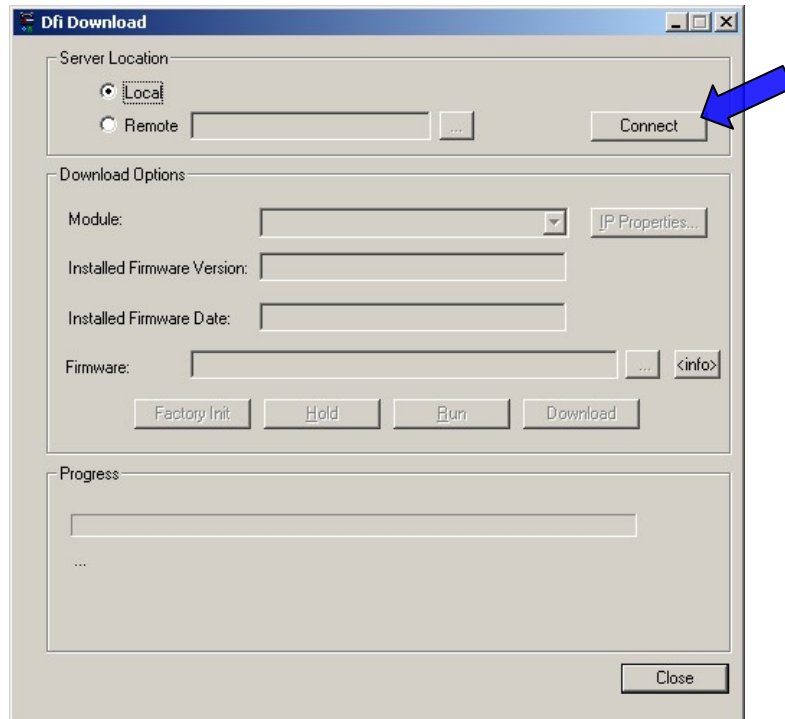 Dfi Download
Server Location
Local
Remote ... Connect
Download Options
Module: IP Properties...
Installed Firmware Version:
Installed Firmware Date:
Firmware: ... <info>
Factory Init Hold Run Download
Progress
...
Close